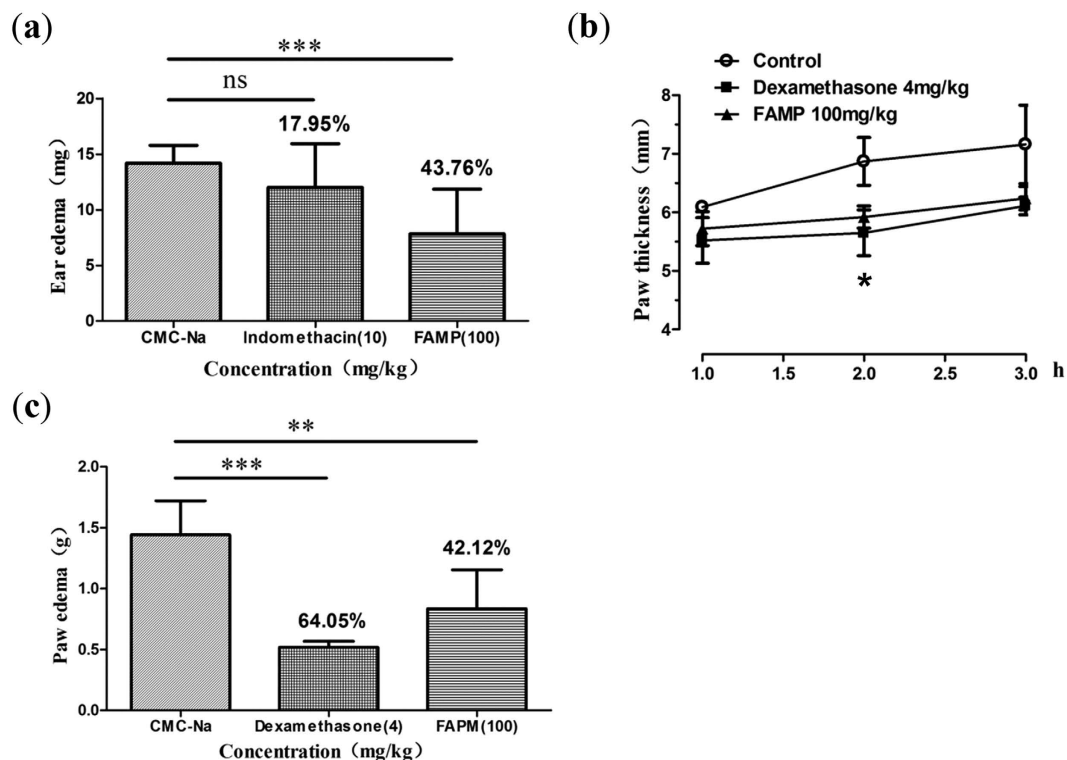 (a)
***
ns
17.95%
43.76%
20
15
10
5
0
Ear edema（mg）
CMC-Na Indomethacin(10) FAMP(100)
Concentration（mg/kg）
(b)
Control
Dexamethasone 4mg/kg
FAMP 100mg/kg
8
7
6
5
4
Paw thickness（mm）
*
1.0 1.5 2.0 2.5 3.0 h
(c)
**
***
64.05%
42.12%
2.0
1.5
1.0
0.5
0.0
Paw edema（g）
CMC-Na Dexamethasone(4) FAPM(100)
Concentration（mg/kg）